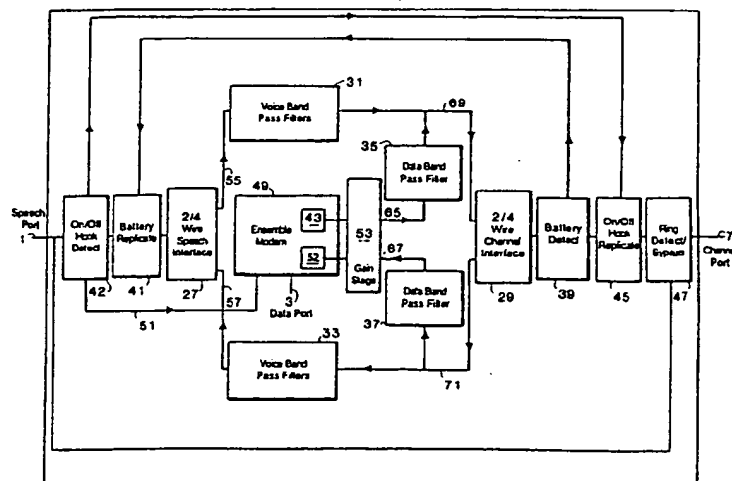 31
Voice Band
Pass Filters
69
35
Data Band
Pass Filter
55
49
Speech
Port
1
On/Off
Hook
Detect
Battery
Replicate
2/4
Wire
Speech
Interface
Ensemble
Modem
43
52
53
Gain
Stage
65
67
2/4
Wire
Channel
Interface
Battery
Detect
On/Off
Hook
Replicate
Ring
Detect/
Bypass
Channel
Port
42
41
27
57
3
Data Port
Data Band
Pass Filter
37
29
39
45
47
51
33
Voice Band
Pass Filters
71